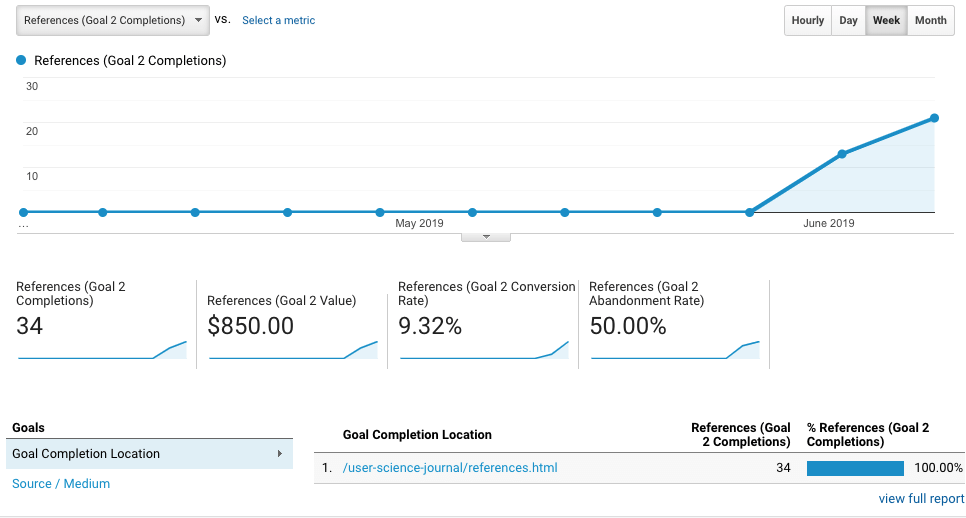 References (Goal 2 Completions) vs. Select a metric Hourly Day Week Month
References (Goal 2 Completions)
30
20
10
... May 2019 June 2019
References (Goal 2
Completions)
34
References (Goal 2 Value)
$850.00
References (Goal 2 Conversion
Rate)
9.32%
References (Goal 2
Abandonment Rate)
50.00%
Goals
Goal Completion Location
Source / Medium
Goal Completion Location
References (Goal
2 Completions)
% References (Goal 2
Completions)
1. /user-science-journal/references.html 34 100.00%
view full report